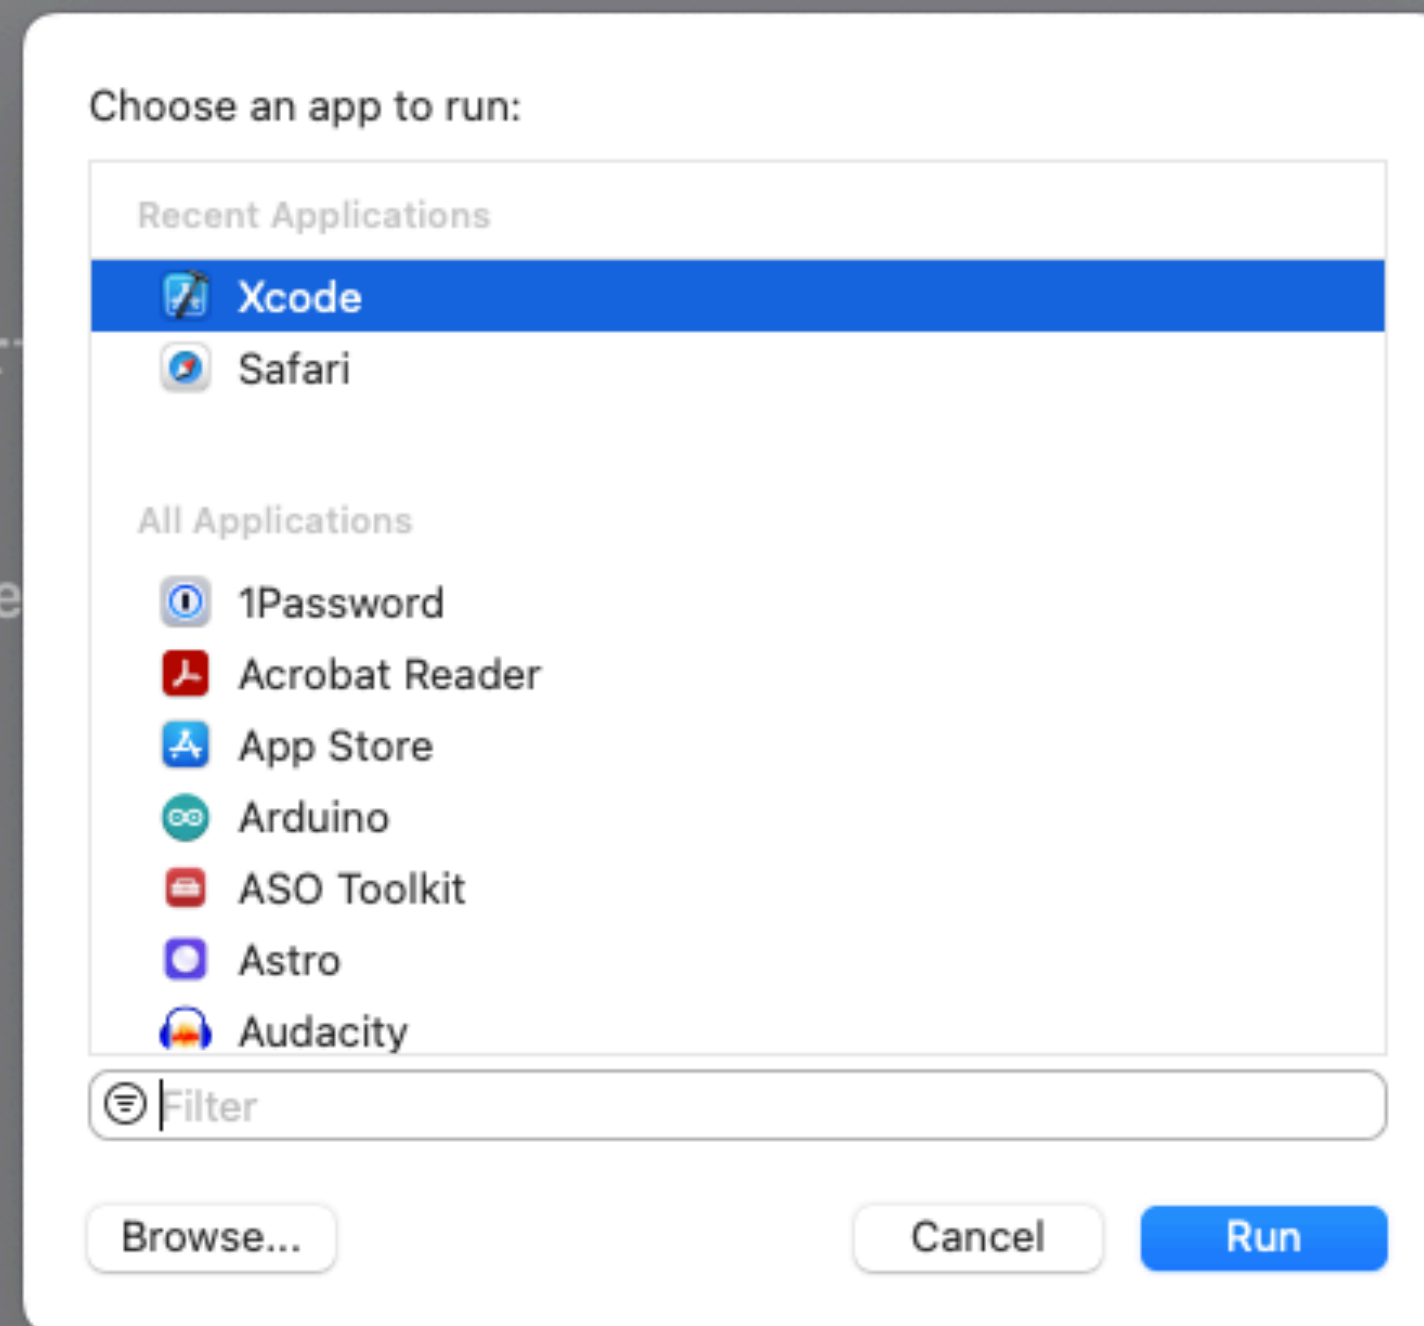 Choose an app to run:
Recent Applications
Xcode
Safari
All Applications
1Password
Acrobat Reader
App Store
Arduino
ASO Toolkit
Astro
Audacity
Filter
Browse...
Cancel
Run